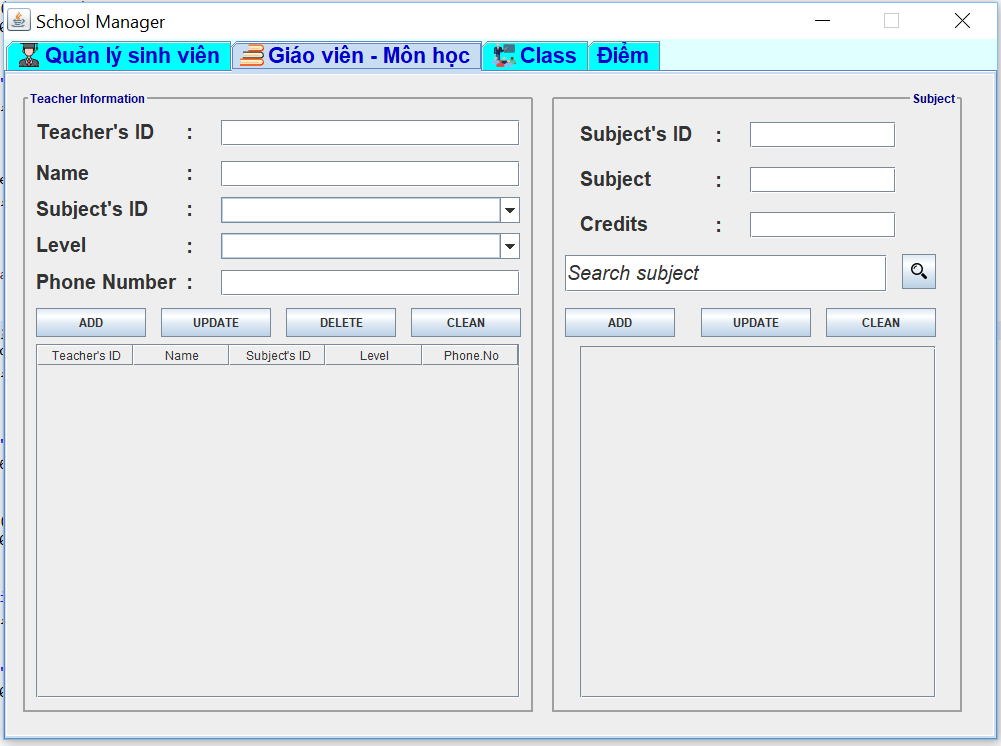 School Manager
Quản lý sinh viên Giáo viên - Môn học Class Điểm
Teacher Information
Teacher's ID :
Name :
Subject's ID :
Level :
Phone Number :
ADD UPDATE DELETE CLEAN
Teacher's ID Name Subject's ID Level Phone.No
Subject
Subject's ID :
Subject :
Credits :
Search subject
ADD UPDATE CLEAN